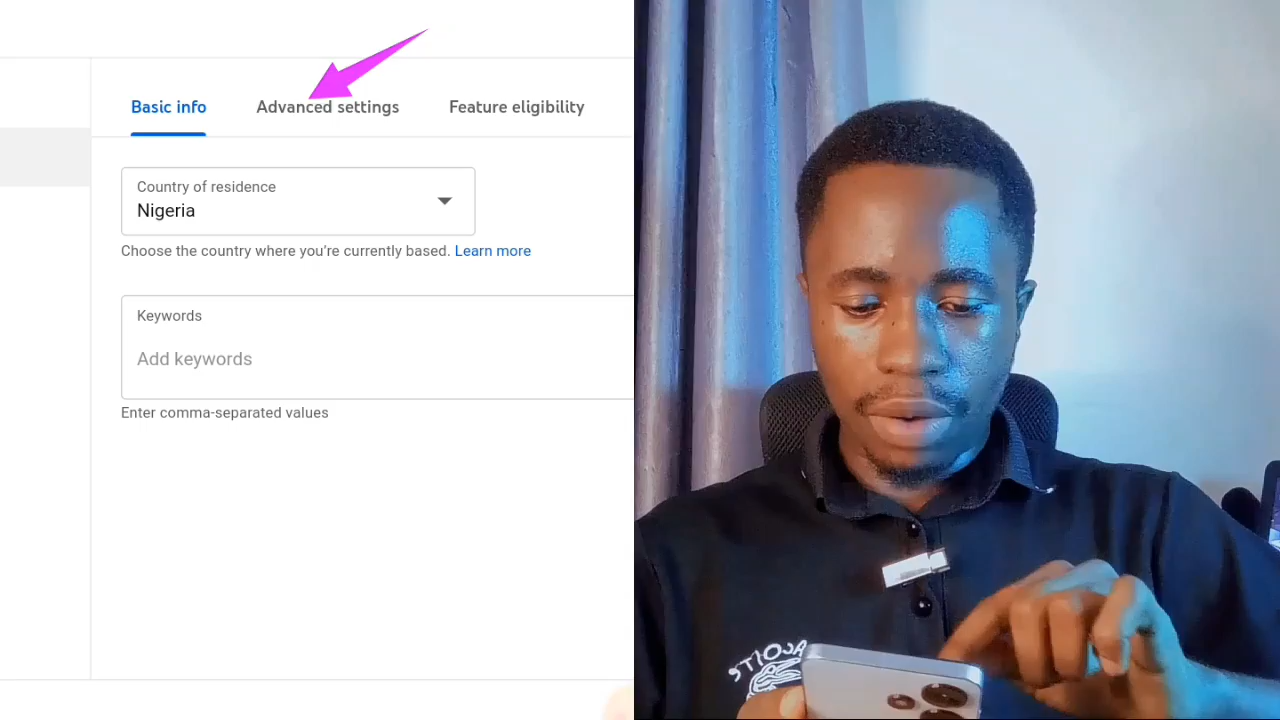 Basic info
Advanced settings
Feature eligibility
Country of residence
Nigeria
Choose the country where you're currently based. Learn more
Keywords
Add keywords
Enter comma-separated values